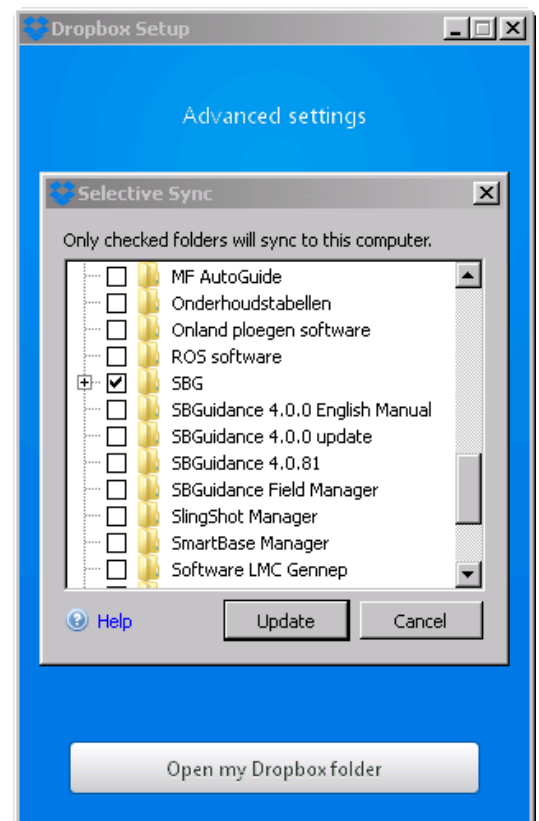 Dropbox Setup
Advanced settings
Selective Sync
Only checked folders will sync to this computer.
MF AutoGuide
Onderhoudstabellen
Onland ploegen software
ROS software
SBG
SBGuidance 4.0.0 English Manual
SBGuidance 4.0.0 update
SBGuidance 4.0.81
SBGuidance Field Manager
SlingShot Manager
SmartBase Manager
Software LMC Gennep
Help
Update
Cancel
Open my Dropbox folder